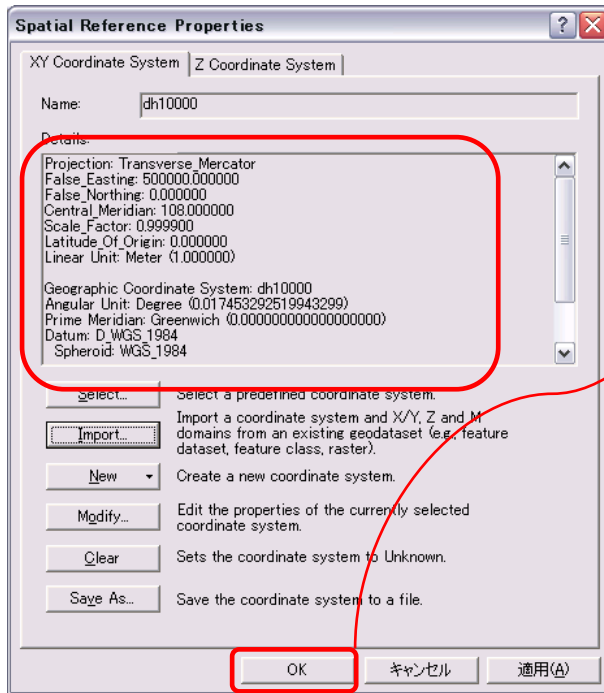 Spatial Reference Properties
XY Coordinate System
Z Coordinate System
Name:
dh10000
Details:
Projection: Transverse_Mercator
False_Easting: 500000.000000
False_Northing: 0.000000
Central_Meridian: 108.000000
Scale_Factor: 0.999900
Latitude_Of_Origin: 0.000000
Linear Unit: Meter (1.000000)
Geographic Coordinate System: dh10000
Angular Unit: Degree (0.017453292519943299)
Prime Meridian: Greenwich (0.000000000000000000)
Datum: D_WGS_1984
Spheroid: WGS_1984
Select...
Select a predefined coordinate system.
Import...
Import a coordinate system and X/Y, Z and M
domains from an existing geodataset (e.g., feature
dataset, feature class, raster).
New
Create a new coordinate system.
Modify...
Edit the properties of the currently selected
coordinate system.
Clear
Sets the coordinate system to Unknown.
Save As...
Save the coordinate system to a file.
OK
キャンセル
適用(A)